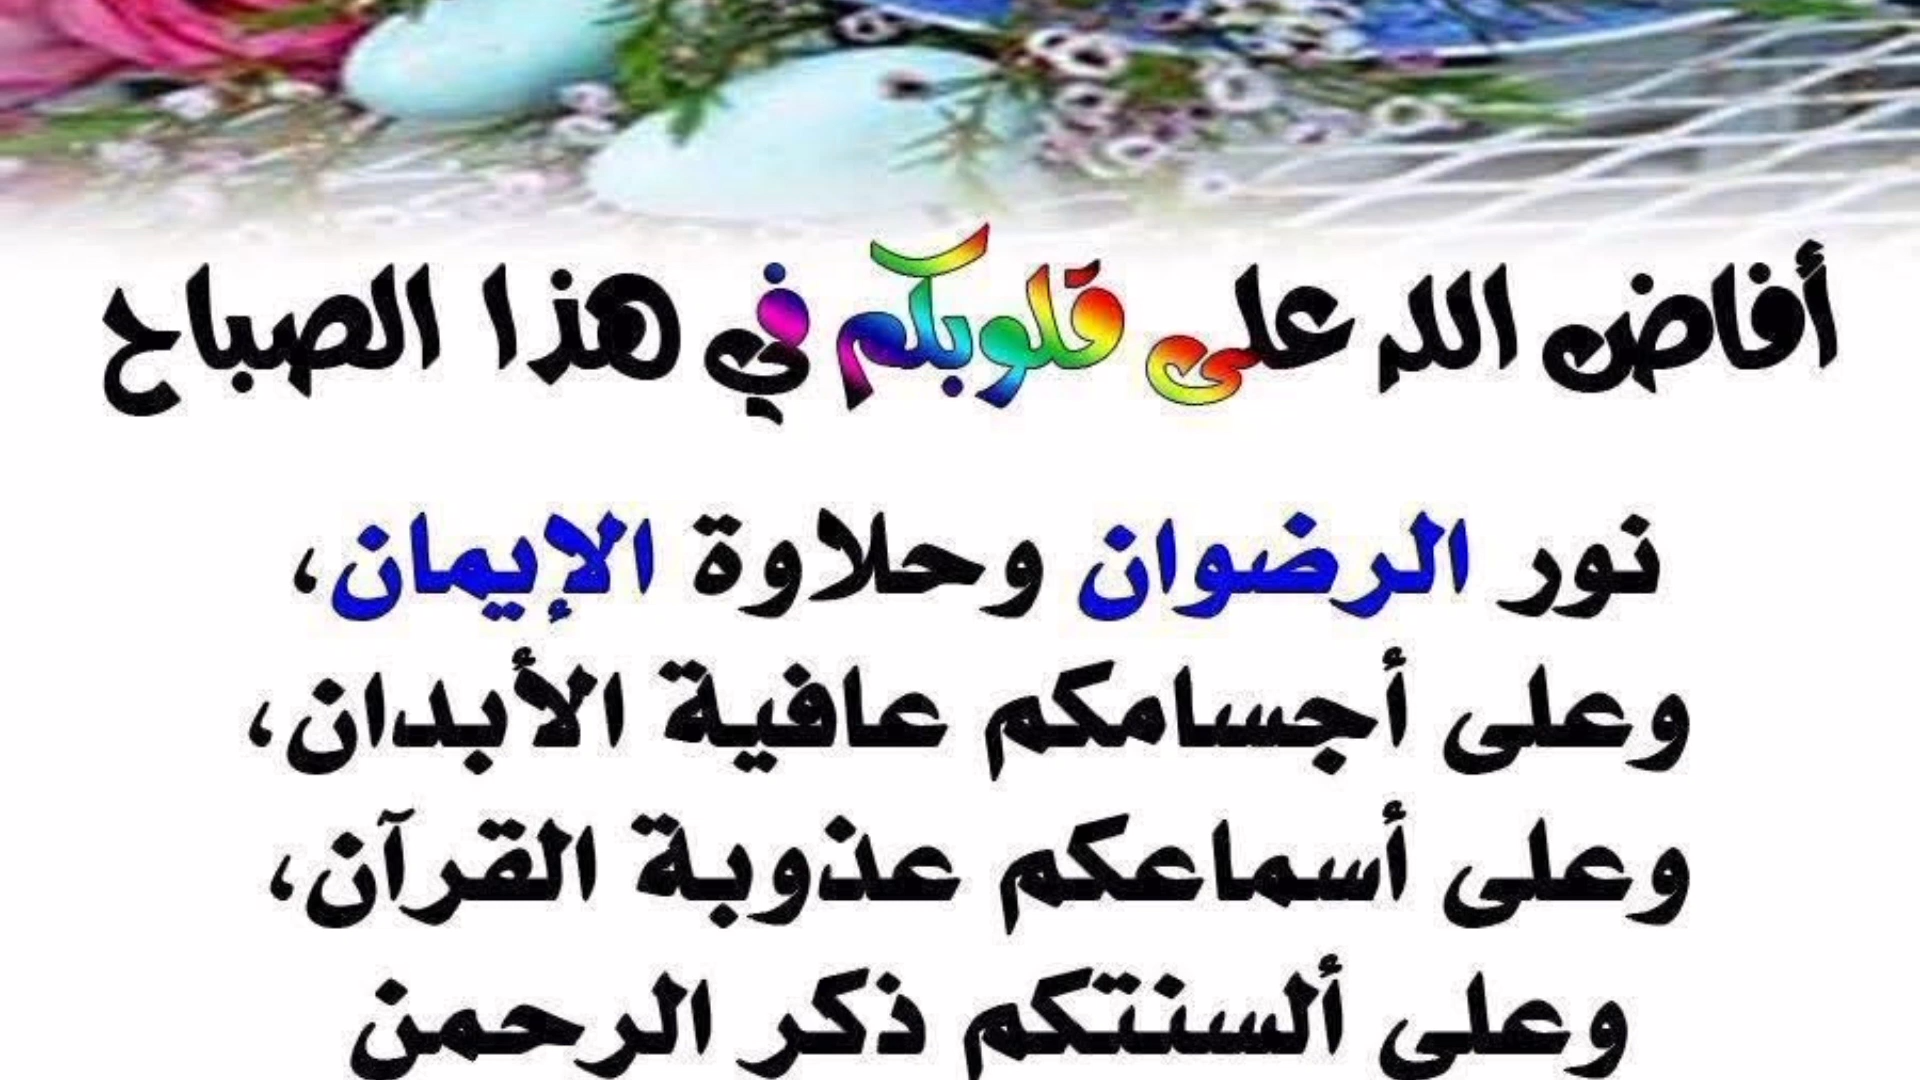 أفاض الله على قلوبكم في هذا الصباح
نور الرضوان وحلاوة الإيمان،
وعلى أجسامكم عافية الأبدان،
وعلى أسماعكم عذوبة القرآن،
وعلى ألسنتكم ذكر الرحمن